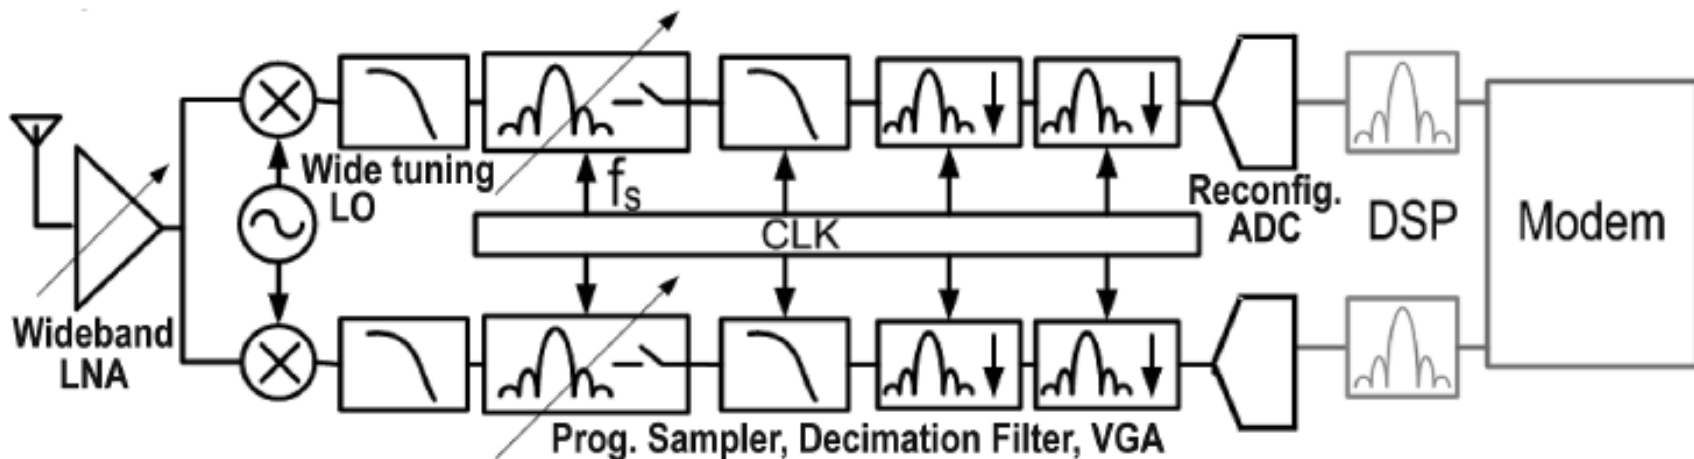 Wide tuning
LO
fs
CLK
Reconfig.
ADC
DSP
Modem
Wideband
LNA
Prog. Sampler, Decimation Filter, VGA